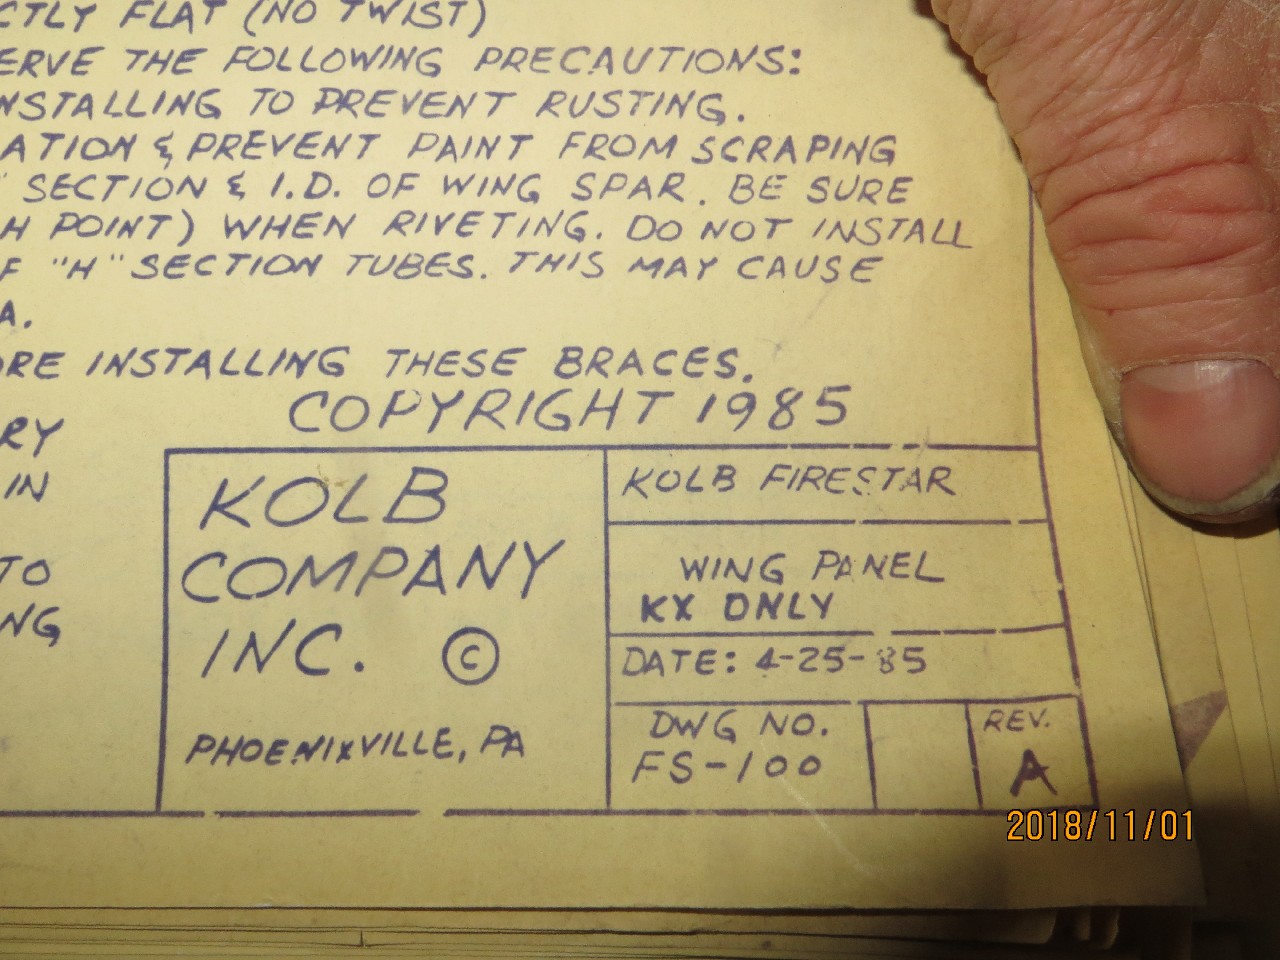 CTLY FLAT (NO TWIST)
ERVE THE FOLLOWING PRECAUTIONS:
NSTALLING TO PREVENT RUSTING.
ATION & PREVENT PAINT FROM SCRAPING
" SECTION & I.D. OF WING SPAR. BE SURE
H POINT) WHEN RIVETING. DO NOT INSTALL
F "H" SECTION TUBES. THIS MAY CAUSE
A.
ORE INSTALLING THESE BRACES.
COPYRIGHT 1985
RY
IN
TO
NG
KOLB
COMPANY
INC. ©
PHOENIXVILLE, PA
KOLB FIRESTAR
WING PANEL
KX ONLY
DATE: 4-25-85
DWG NO.
FS-100
REV.
A
2018/11/01